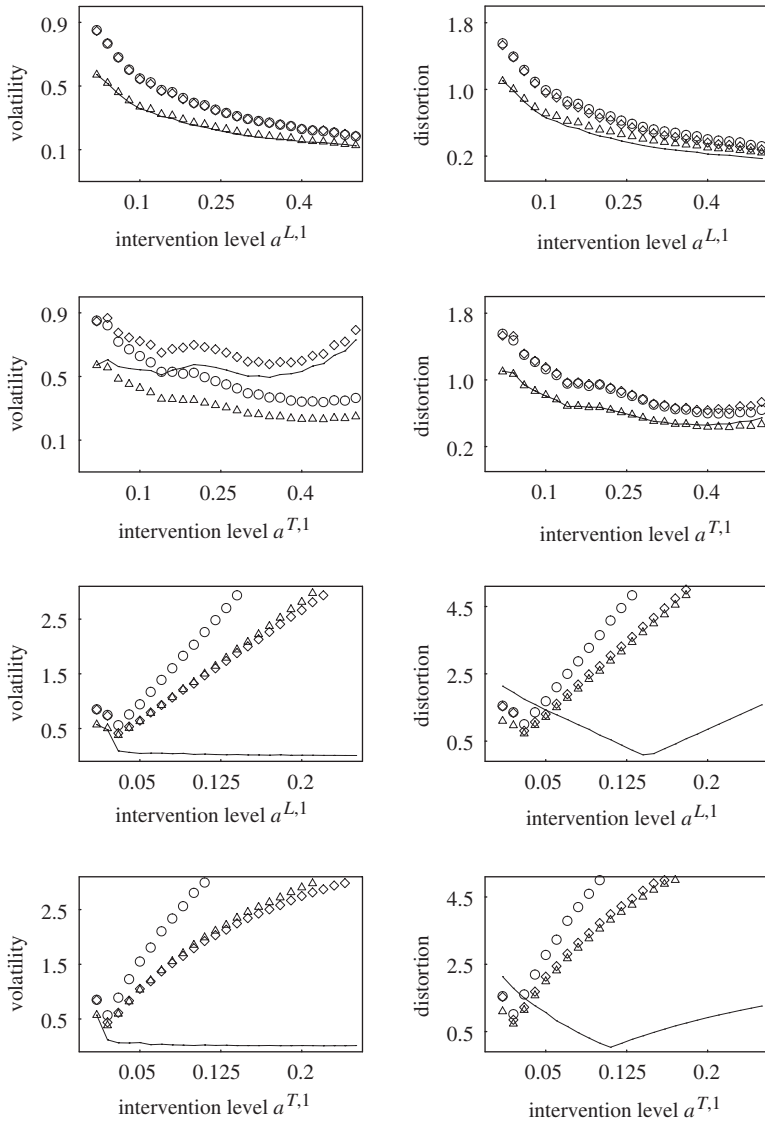 0.9
0.5
0.1
volatility
0.1 0.25 0.4
intervention level a^{L,1}
1.8
1.0
0.2
distortion
0.1 0.25 0.4
intervention level a^{L,1}
0.9
0.5
0.1
volatility
0.1 0.25 0.4
intervention level a^{T,1}
1.8
1.0
0.2
distortion
0.1 0.25 0.4
intervention level a^{T,1}
2.5
1.5
0.5
volatility
0.05 0.125 0.2
intervention level a^{L,1}
4.5
2.5
0.5
distortion
0.05 0.125 0.2
intervention level a^{L,1}
2.5
1.5
0.5
volatility
0.05 0.125 0.2
intervention level a^{T,1}
4.5
2.5
0.5
distortion
0.05 0.125 0.2
intervention level a^{T,1}